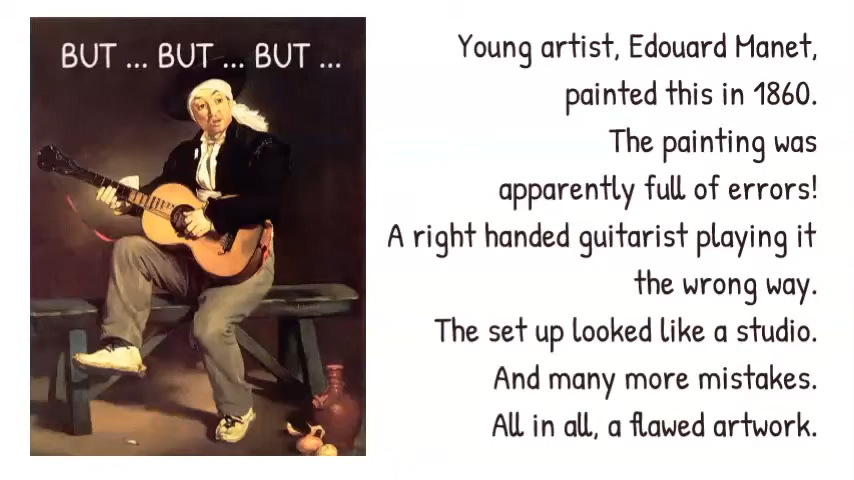 BUT ... BUT ... BUT ...
Young artist, Edouard Manet,
painted this in 1860.
The painting was
apparently full of errors!
A right handed guitarist playing it
the wrong way.
The set up looked like a studio.
And many more mistakes.
All in all, a flawed artwork.